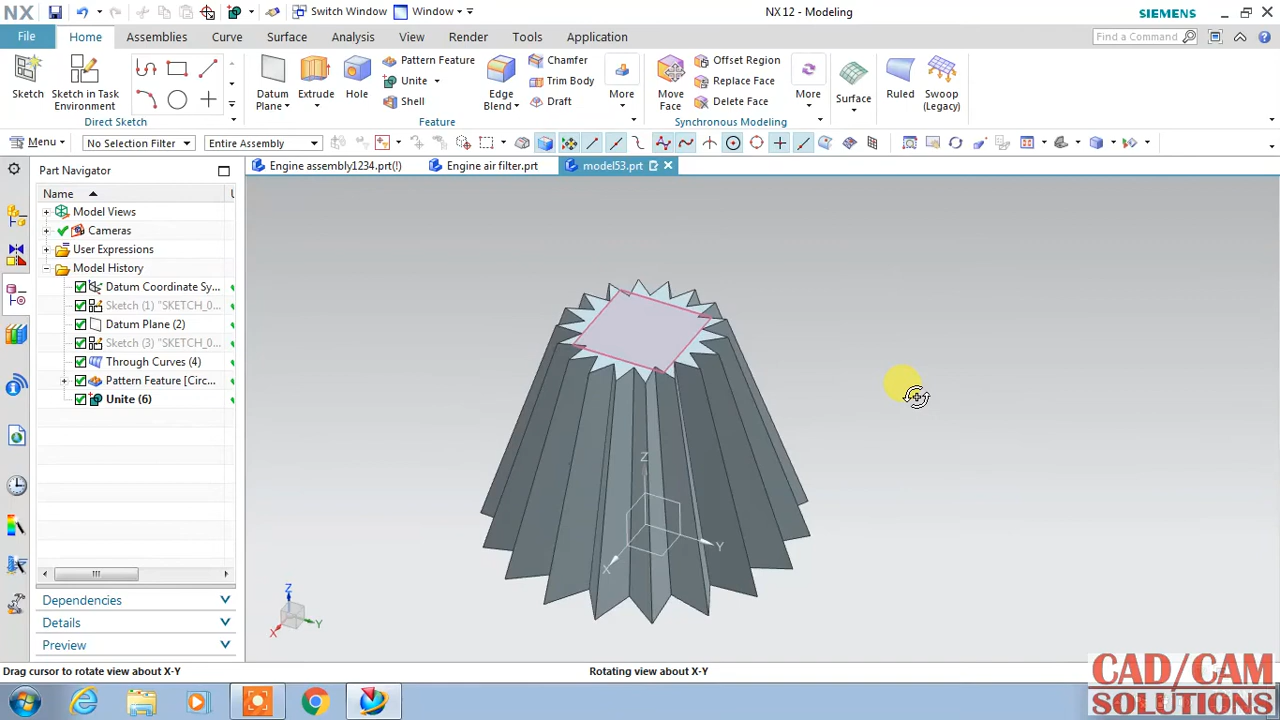 NX
Switch Window
Window
NX 12 - Modeling
SIEMENS
File
Home
Assemblies
Curve
Surface
Analysis
View
Render
Tools
Application
Find a Command
Sketch
Sketch in Task
Environment
Direct Sketch
Datum
Plane
Extrude
Hole
Pattern Feature
Unite
Shell
Edge
Blend
Chamfer
Trim Body
Draft
More
Feature
Move
Face
Offset Region
Replace Face
Delete Face
More
Synchronous Modeling
Surface
Ruled
Swoop
(Legacy)
Menu
No Selection Filter
Entire Assembly
Part Navigator
Engine assembly1234.prt(!)
Engine air filter.prt
model53.prt
Name
Model Views
Cameras
User Expressions
Model History
Datum Coordinate Sy...
Sketch (1) "SKETCH_0...
Datum Plane (2)
Sketch (3) "SKETCH_0...
Through Curves (4)
Pattern Feature [Circ...
Unite (6)
Dependencies
Details
Preview
Z
Y
X
Z
Y
X
Drag cursor to rotate view about X-Y
Rotating view about X-Y
CAD/CAM
SOLUTIONS